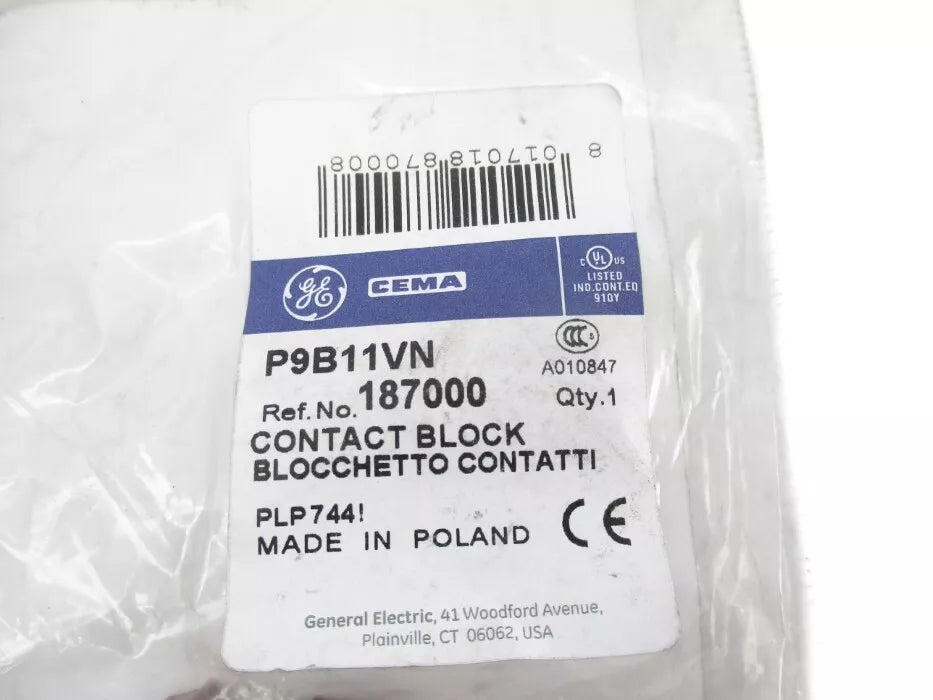 8 017018 870008
GE CEMA
C UL US
LISTED
IND.CONT.EQ
910Y
P9B11VN
CCC S
A010847
Ref.No.187000 Qty.1
CONTACT BLOCK
BLOCCHETTO CONTATTI
PLP744!
MADE IN POLAND CE
General Electric, 41 Woodford Avenue,
Plainville, CT 06062, USA